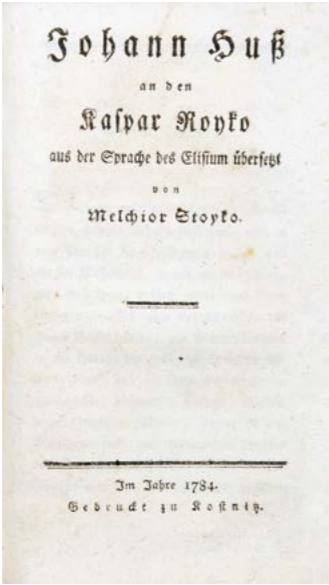 Johann Huß
an den
Kaspar Royko
aus der Sprache des Elisium übersetzt
von
Melchior Stoyko.
Im Jahre 1784.
Gedruckt zu Kostnitz.